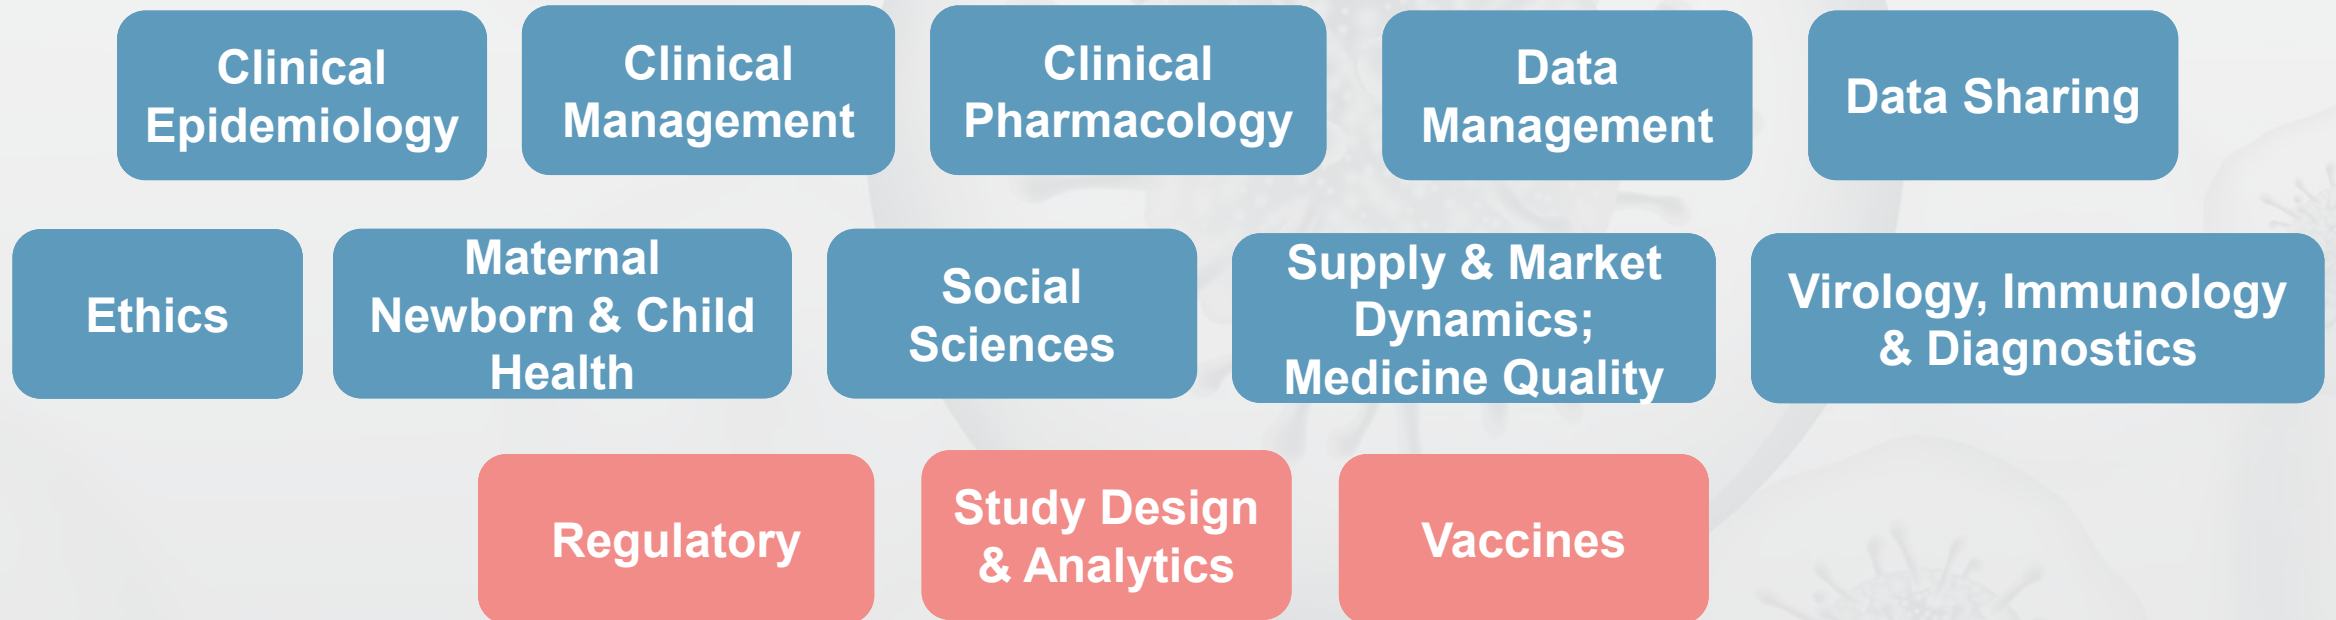 Clinical
Epidemiology
Clinical
Management
Clinical
Pharmacology
Data
Management
Data Sharing
Ethics
Maternal
Newborn & Child
Health
Social
Sciences
Supply & Market
Dynamics;
Medicine Quality
Virology, Immunology
& Diagnostics
Regulatory
Study Design
& Analytics
Vaccines